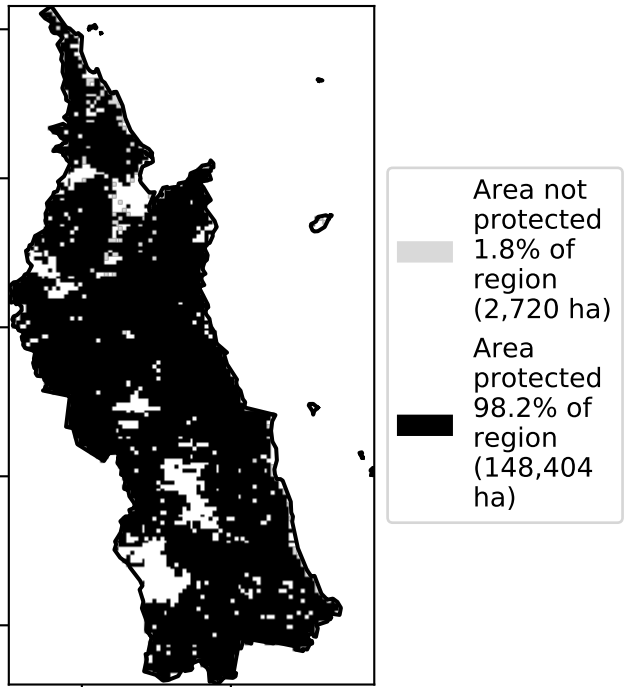 Area not
protected
1.8% of
region
(2,720 ha)
Area
protected
98.2% of
region
(148,404
ha)